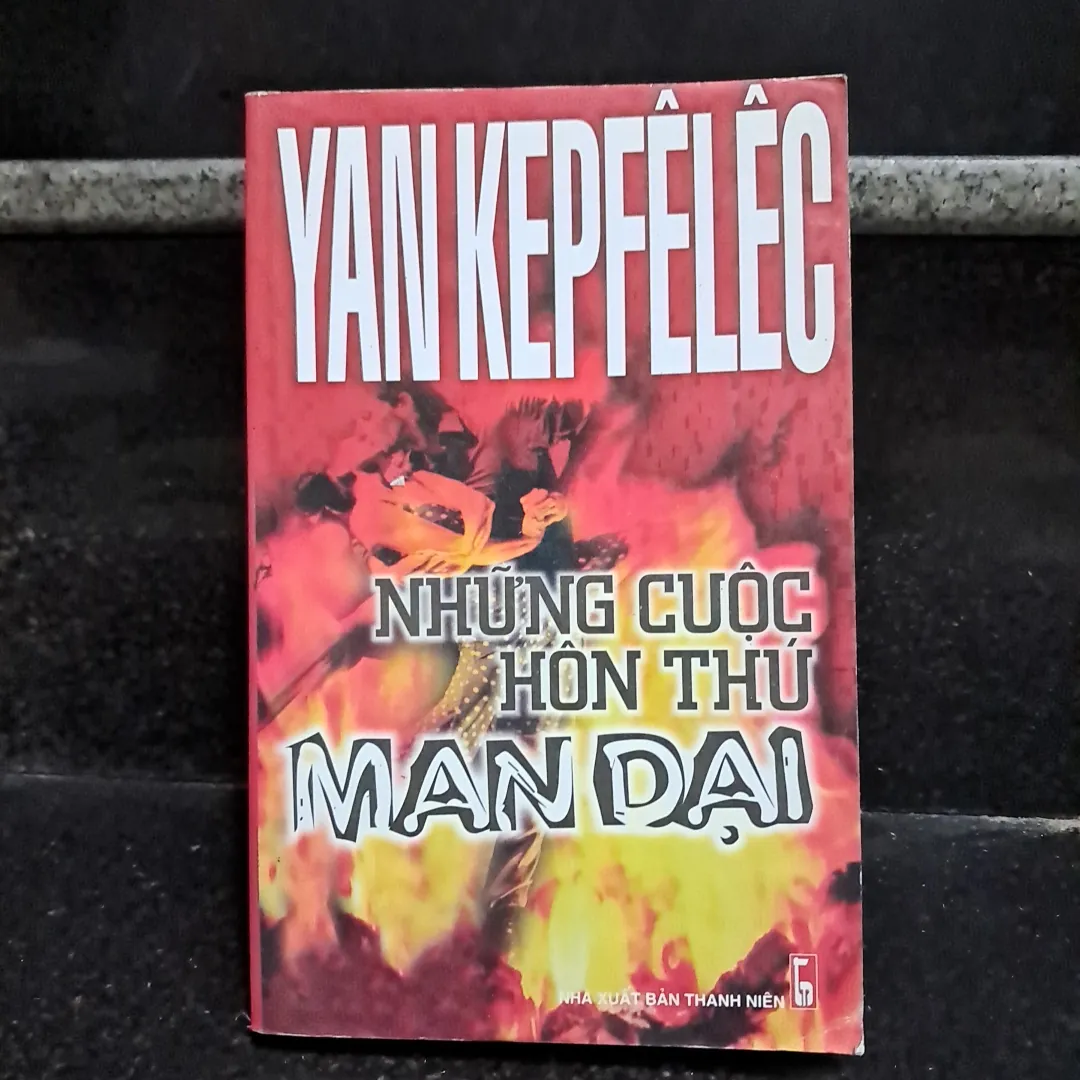 YAN KEPFÊLÊC
NHỮNG CUỘC
HÔN THÚ
MAN DẠI
NHÀ XUẤT BẢN THANH NIÊN